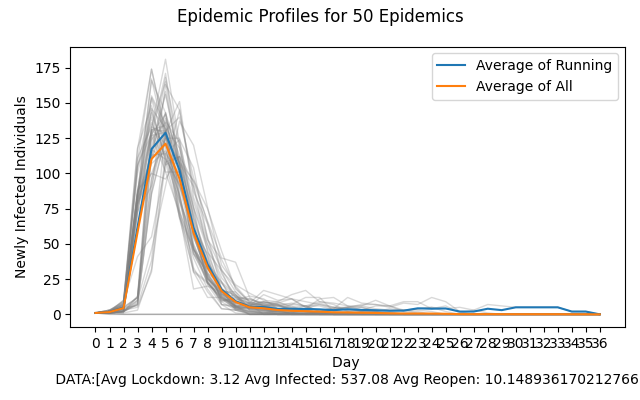 Epidemic Profiles for 50 Epidemics
Average of Running
Average of All
Newly Infected Individuals
175
150
125
100
75
50
25
0
0 1 2 3 4 5 6 7 8 9 10 11 12 13 14 15 16 17 18 19 20 21 22 23 24 25 26 27 28 29 30 31 32 33 34 35 36
Day
DATA:[Avg Lockdown: 3.12 Avg Infected: 537.08 Avg Reopen: 10.148936170212766